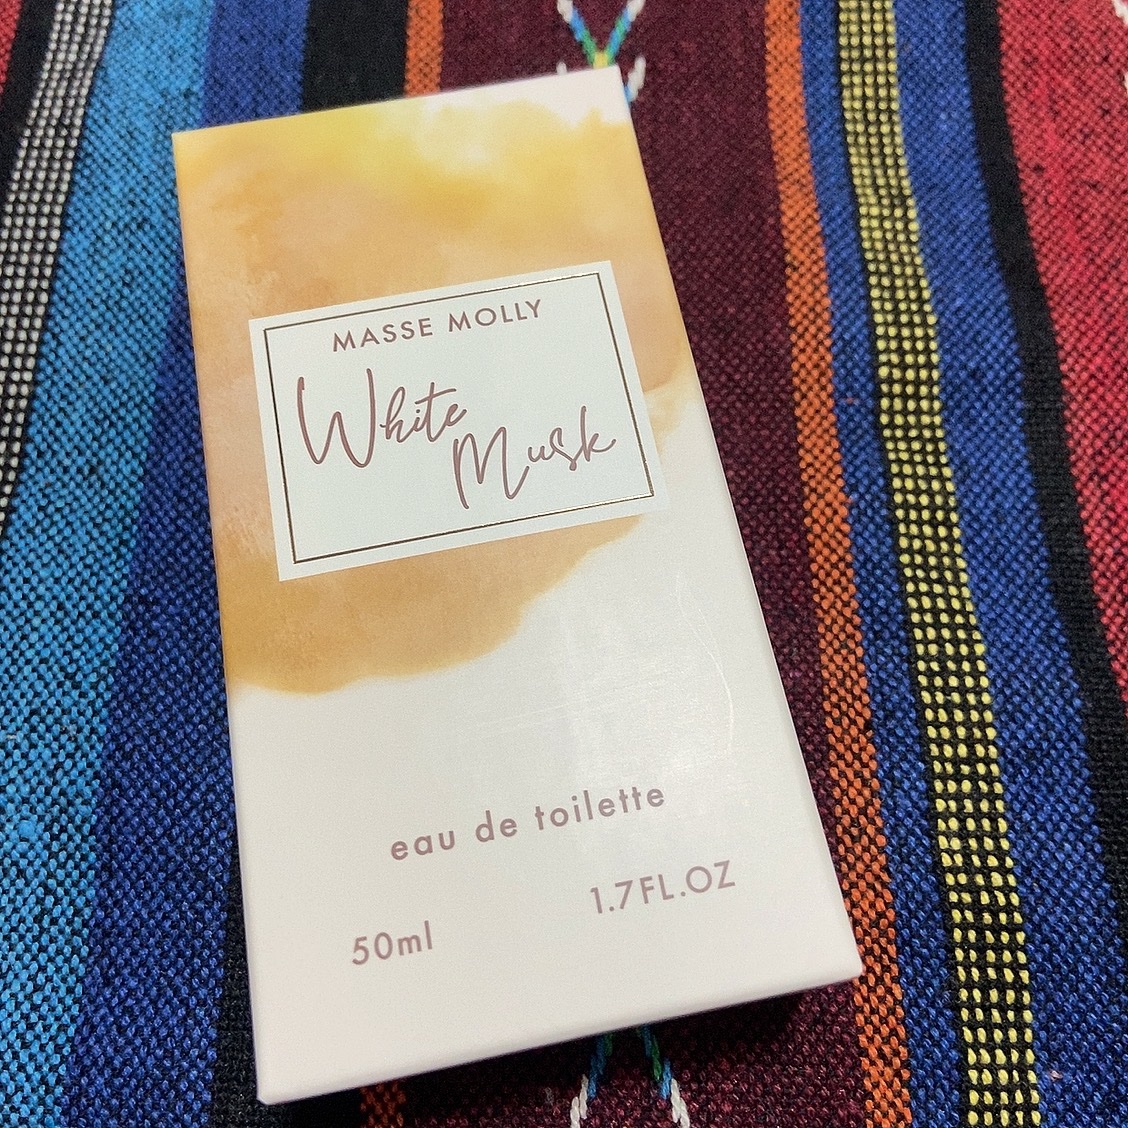 MASSE MOLLY
White
Musk
eau de toilette
50ml
1.7FL.OZ